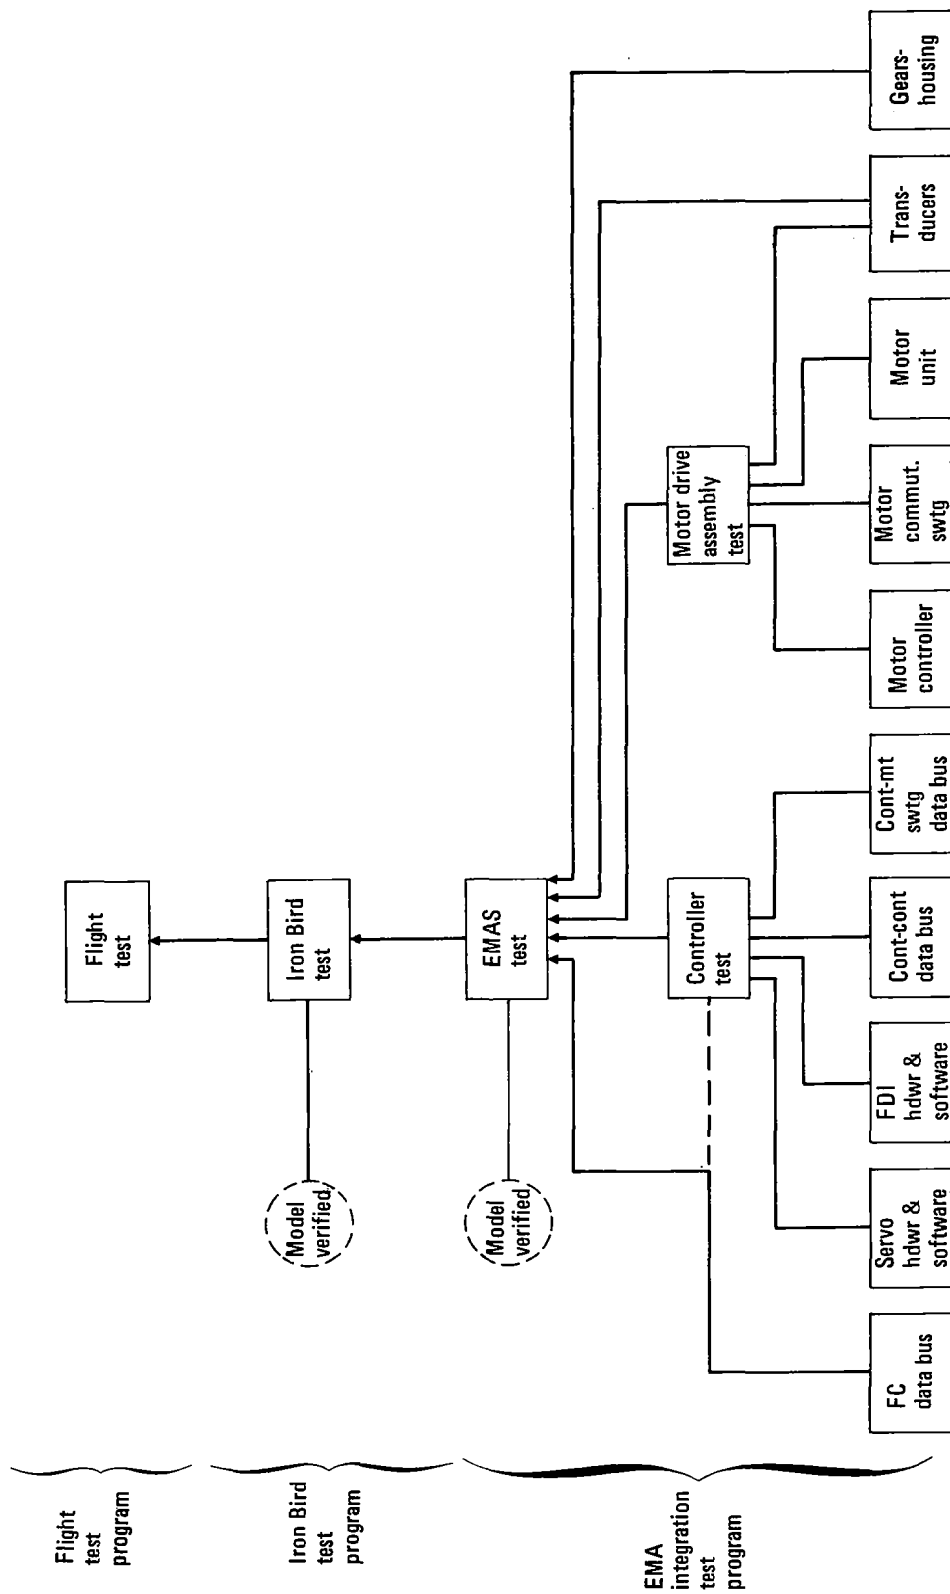 Flight
test
program
Iron Bird
test
program
EMA
integration
test
program
Flight
test
Model
verified
Iron Bird
test
Model
verified
EMAS
test
Controller
test
Motor drive
assembly
test
FC
data bus
Servo
hdwr &
software
FDI
hdwr &
software
Cont-cont
data bus
Cont-mt
swtg
data bus
Motor
controller
Motor
commut.
swtg
Motor
unit
Trans-
ducers
Gears-
housing